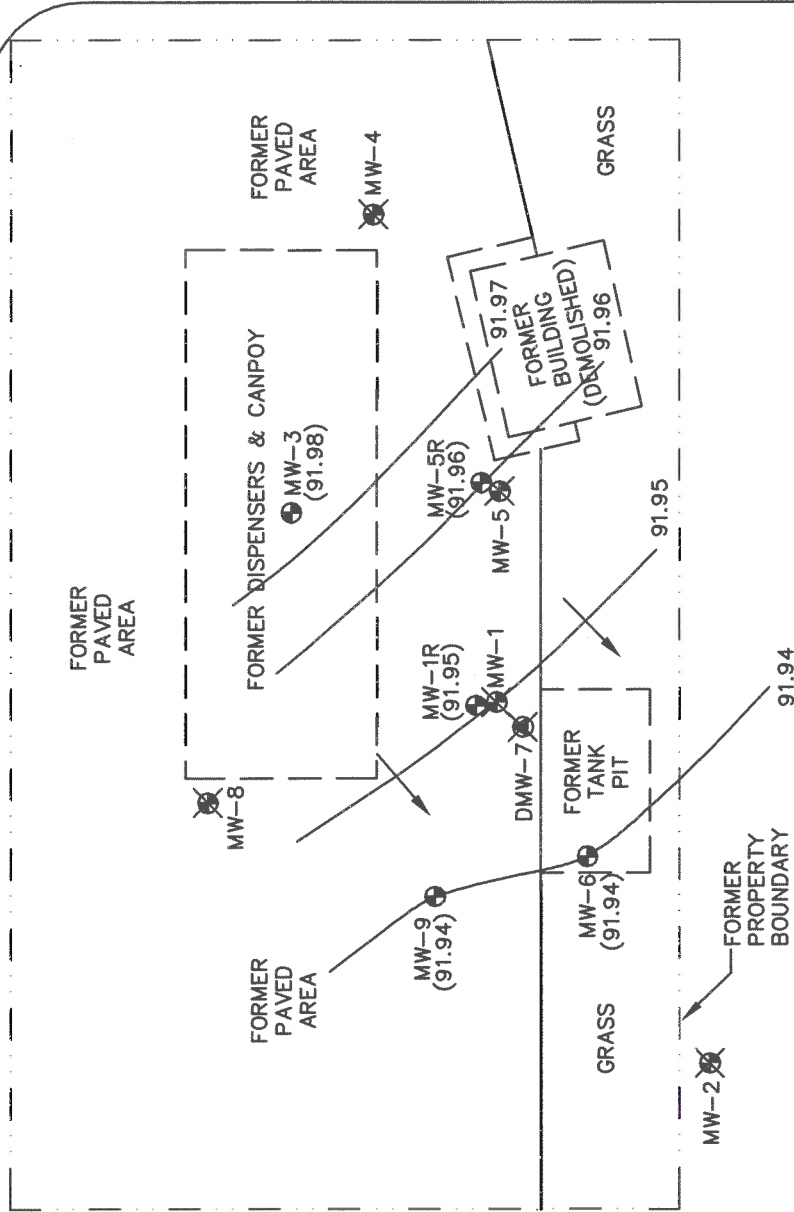 FORMER
PAVED
AREA
FORMER
PAVED
AREA
MW-4
FORMER DISPENSERS & CANPOY
MW-3
(91.98)
MW-8
FORMER
PAVED
AREA
MW-9
(91.94)
MW-1R
(91.95)
MW-1
DMW-7
MW-5R
(91.96)
MW-5
91.97
FORMER
BUILDING
(DEMOLISHED)
91.96
GRASS
91.95
FORMER
TANK
PIT
MW-6
(91.94)
91.94
GRASS
FORMER
PROPERTY
BOUNDARY
MW-2